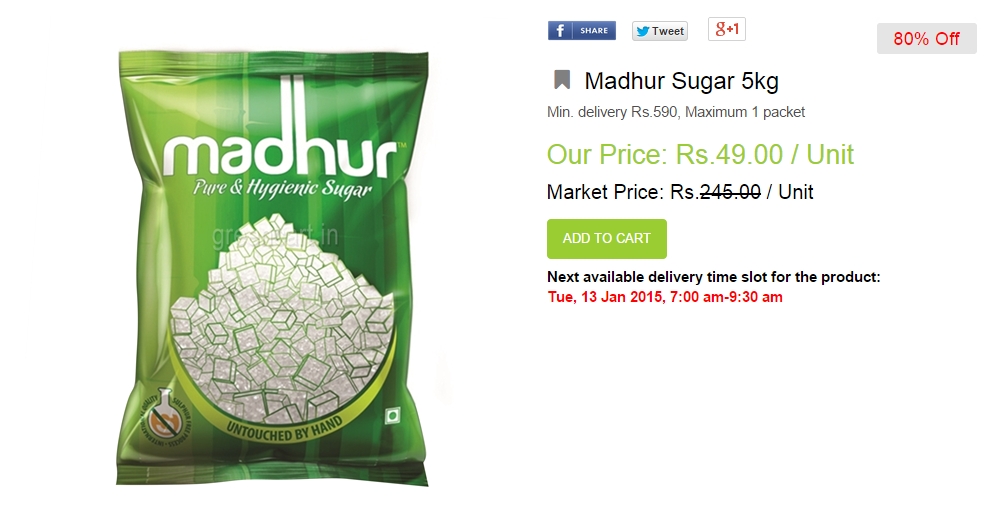 f SHARE
Tweet
g+1
80% Off
Madhur Sugar 5kg
Min. delivery Rs.590, Maximum 1 packet
Our Price: Rs.49.00 / Unit
Market Price: Rs.245.00 / Unit
ADD TO CART
Next available delivery time slot for the product:
Tue, 13 Jan 2015, 7:00 am-9:30 am
madhur™
Pure & Hygienic Sugar
UNTOUCHED BY HAND